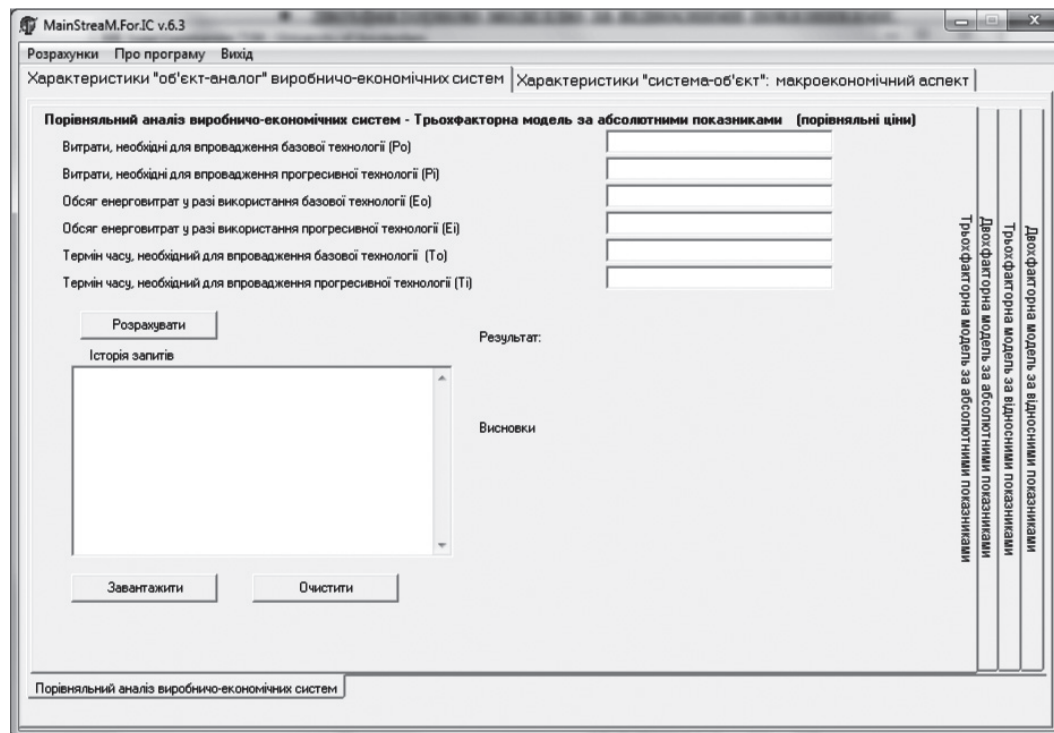 MainStreaM.For.IC v.6.3
Розрахунки Про програму Вихід
Характеристики "об'єкт-аналог" виробничо-економічних систем
Характеристики "система-об'єкт": макроекономічний аспект
Порівняльний аналіз виробничо-економічних систем - Трьохфакторна модель за абсолютними показниками (порівняльні ціни)
Витрати, необхідні для впровадження базової технології (Po)
Витрати, необхідні для впровадження прогресивної технології (Pi)
Обсяг енерговитрат у разі використання базової технології (Eo)
Обсяг енерговитрат у разі використання прогресивної технології (Ei)
Термін часу, необхідний для впровадження базової технології (To)
Термін часу, необхідний для впровадження прогресивної технології (Ti)
Розрахувати
Результат:
Історія запитів
Висновки
Завантажити
Очистити
Трьохфакторна модель за абсолютними показниками
Двохфакторна модель за абсолютними показниками
Трьохфакторна модель за відносними показниками
Двохфакторна модель за відносними показниками
Порівняльний аналіз виробничо-економічних систем